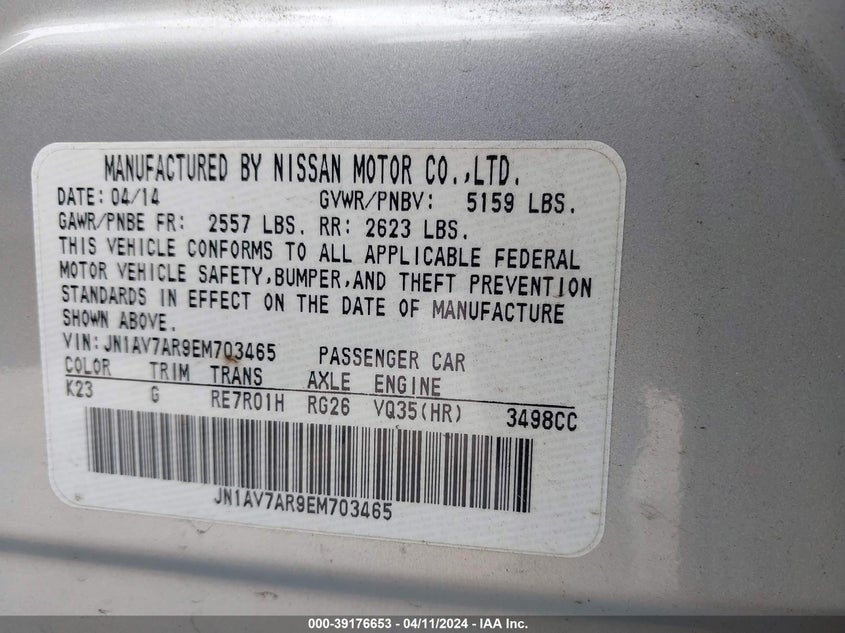 MANUFACTURED BY NISSAN MOTOR CO.,LTD.
DATE: 04/14 GVWR/PNBV: 5159 LBS.
GAWR/PNBE FR: 2557 LBS. RR: 2623 LBS.
THIS VEHICLE CONFORMS TO ALL APPLICABLE FEDERAL
MOTOR VEHICLE SAFETY,BUMPER,AND THEFT PREVENTION
STANDARDS IN EFFECT ON THE DATE OF MANUFACTURE
SHOWN ABOVE.
VIN: JN1AV7AR9EM703465 PASSENGER CAR
COLOR TRIM TRANS AXLE ENGINE
K23 G RE7R01H RG26 VQ35(HR) 3498CC
JN1AV7AR9EM703465
000-39176653 - 04/11/2024 - IAA Inc.